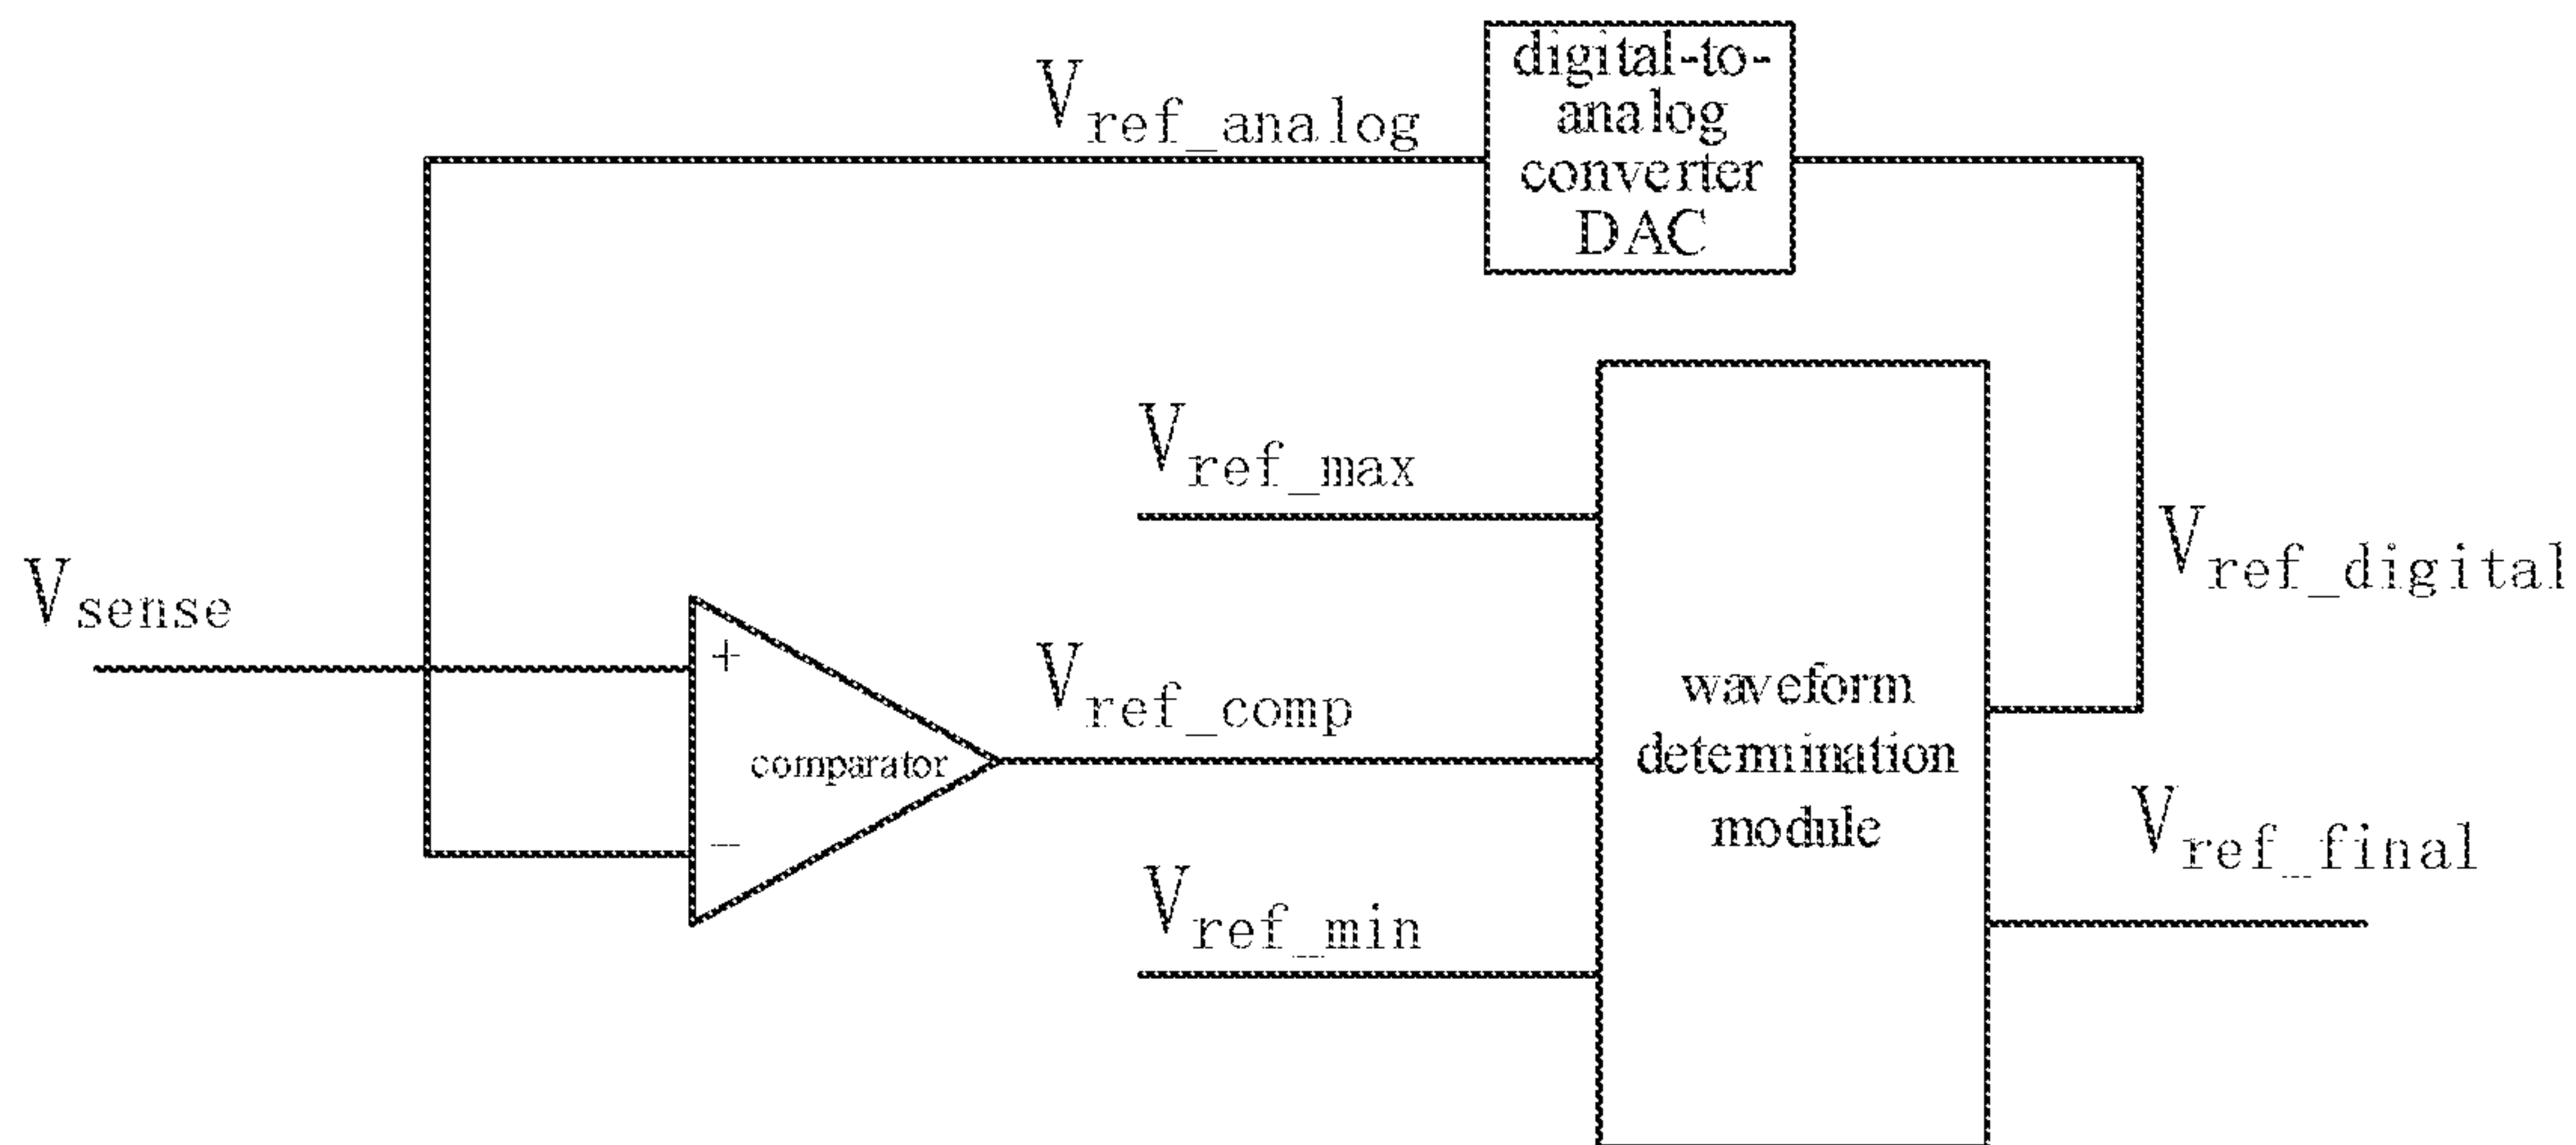 digital-to-
analog
converter
DAC
Vref_analog
Vref_max
Vref_digital
Vsense
+
Vref_comp
waveform
determination
module
comparator
Vref_final
—
Vref_min